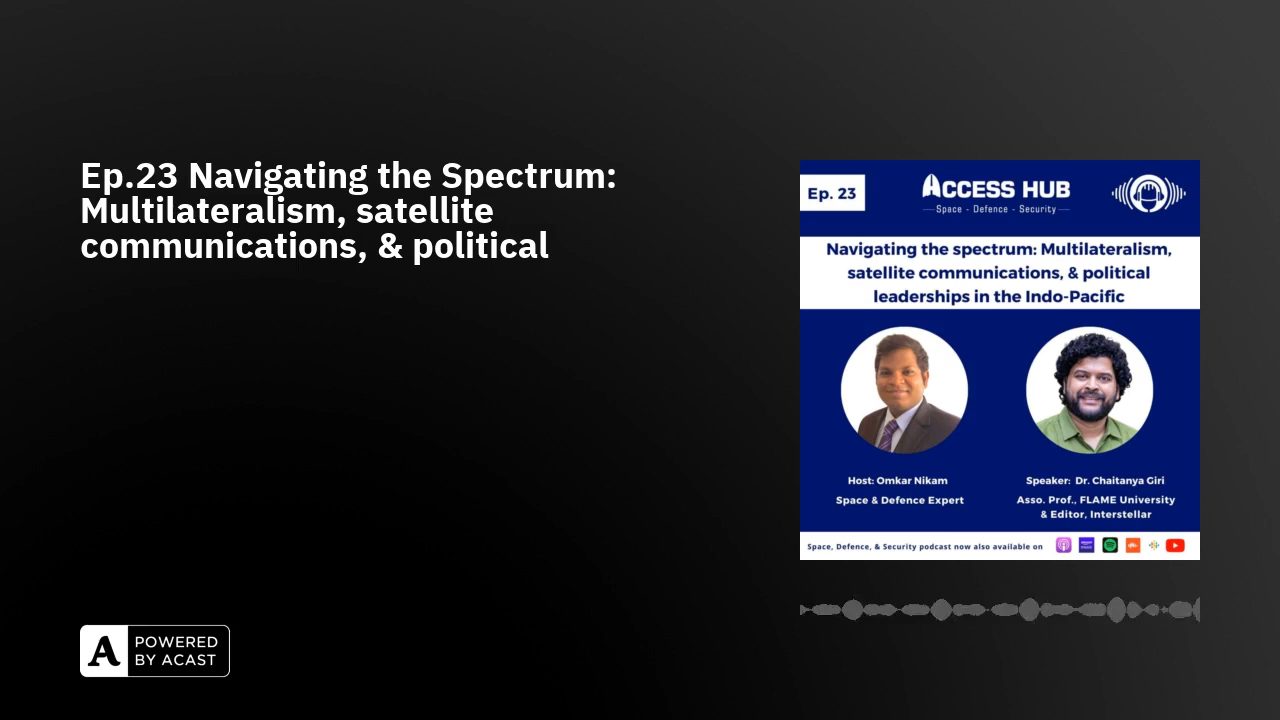 Ep.23 Navigating the Spectrum:
Multilateralism, satellite
communications, & political
Ep. 23
ACCESS HUB
Space - Defence - Security
Navigating the spectrum: Multilateralism,
satellite communications, & political
leaderships in the Indo-Pacific
Host: Omkar Nikam
Space & Defence Expert
Speaker: Dr. Chaitanya Giri
Asso. Prof., FLAME University
& Editor, Interstellar
Space, Defence, & Security podcast now also available on
A
POWERED
BY ACAST